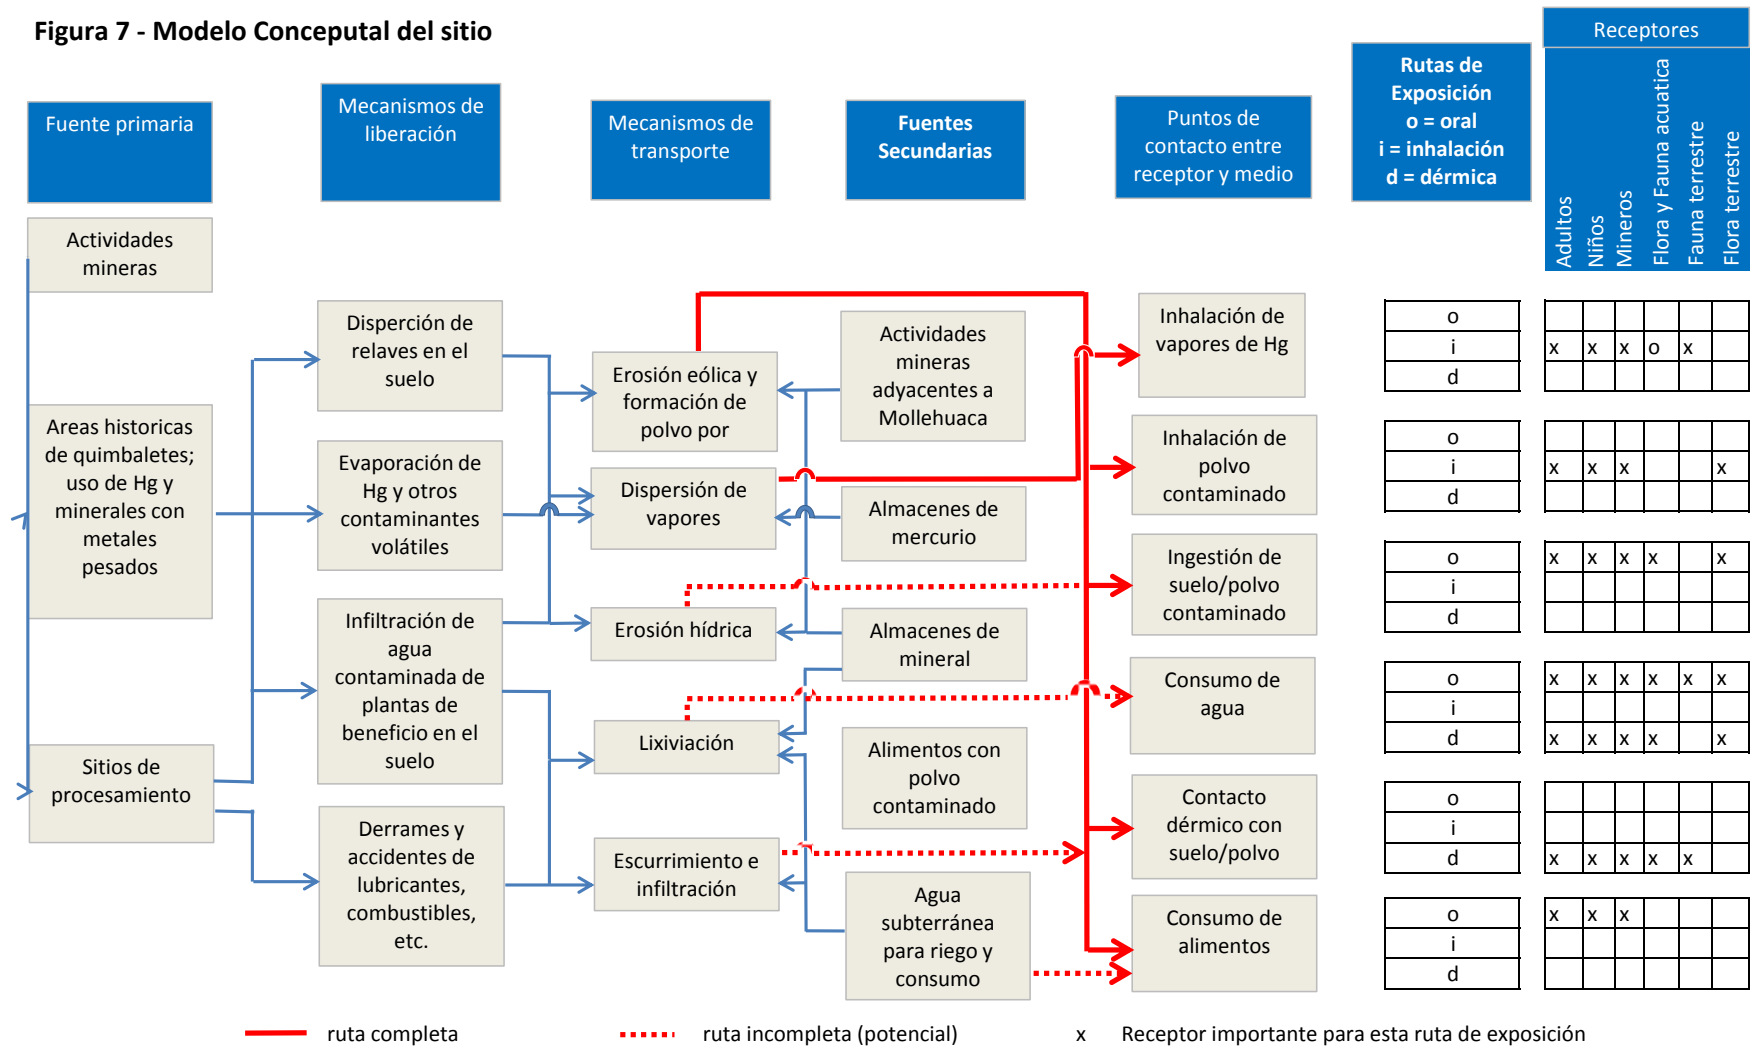 Figura 7 - Modelo Conceputal del sitio
Receptores
Fuente primaria
Mecanismos de
liberación
Mecanismos de
transporte
Fuentes
Secundarias
Puntos de
contacto entre
receptor y medio
Rutas de
Exposición
o = oral
i = inhalación
d = dérmica
Adultos
Niños
Mineros
Flora y Fauna acuatica
Fauna terrestre
Flora terrestre
Actividades
mineras
Areas historicas
de quimbaletes;
uso de Hg y
minerales con
metales
pesados
Sitios de
procesamiento
Disperción de
relaves en el
suelo
Evaporación de
Hg y otros
contaminantes
volátiles
Infiltración de
agua
contaminada de
plantas de
beneficio en el
suelo
Derrames y
accidentes de
lubricantes,
combustibles,
etc.
Erosión eólica y
formación de
polvo por
Dispersión de
vapores
Erosión hídrica
Lixiviación
Escurrimiento e
infiltración
Actividades
mineras
adyacentes a
Mollehuaca
Almacenes de
mercurio
Almacenes de
mineral
Alimentos con
polvo
contaminado
Agua
subterránea
para riego y
consumo
Inhalación de
vapores de Hg
Inhalación de
polvo
contaminado
Ingestión de
suelo/polvo
contaminado
Consumo de
agua
Contacto
dérmico con
suelo/polvo
Consumo de
alimentos
o
i x x x o x
d
o
i x x x x
d
o x x x x x
i
d
o x x x x x x
i
d x x x x x
o
i
d x x x x x
o x x x
i
d
ruta completa
ruta incompleta (potencial)
x Receptor importante para esta ruta de exposición